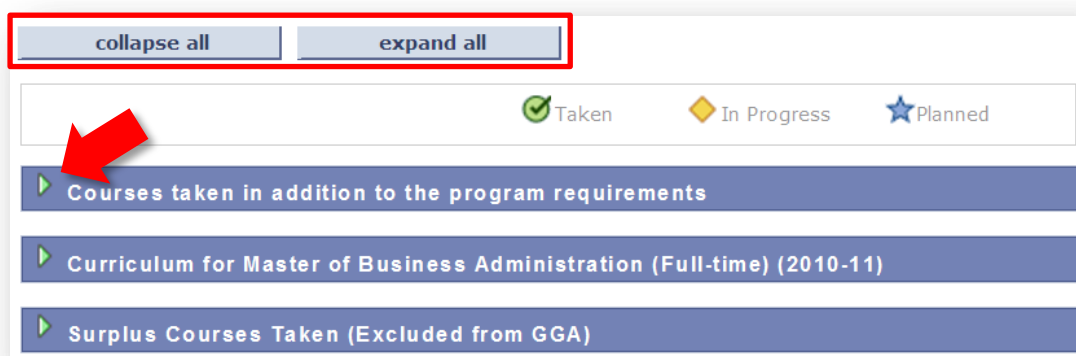 collapse all expand all
Taken In Progress Planned
Courses taken in addition to the program requirements
Curriculum for Master of Business Administration (Full-time) (2010-11)
Surplus Courses Taken (Excluded from GGA)